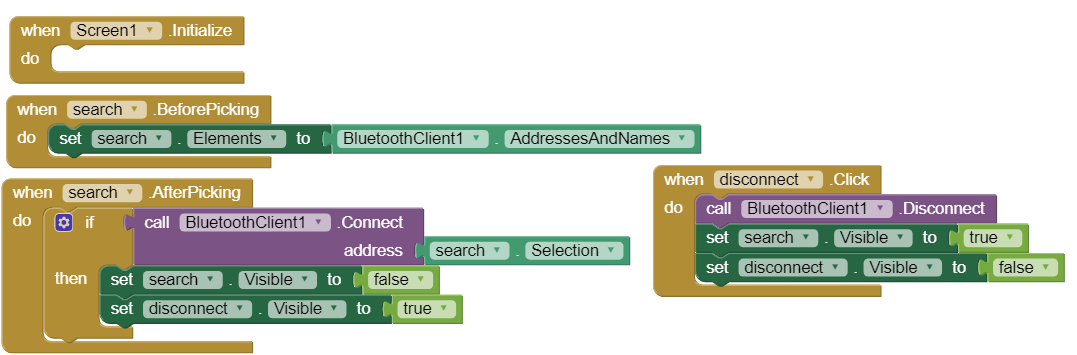 when Screen1 .Initialize
do
when search .BeforePicking
do set search . Elements to BluetoothClient1 . AddressesAndNames
when search .AfterPicking
do if call BluetoothClient1 .Connect
address search . Selection
then set search . Visible to false
set disconnect . Visible to true
when disconnect .Click
do call BluetoothClient1 .Disconnect
set search . Visible to true
set disconnect . Visible to false